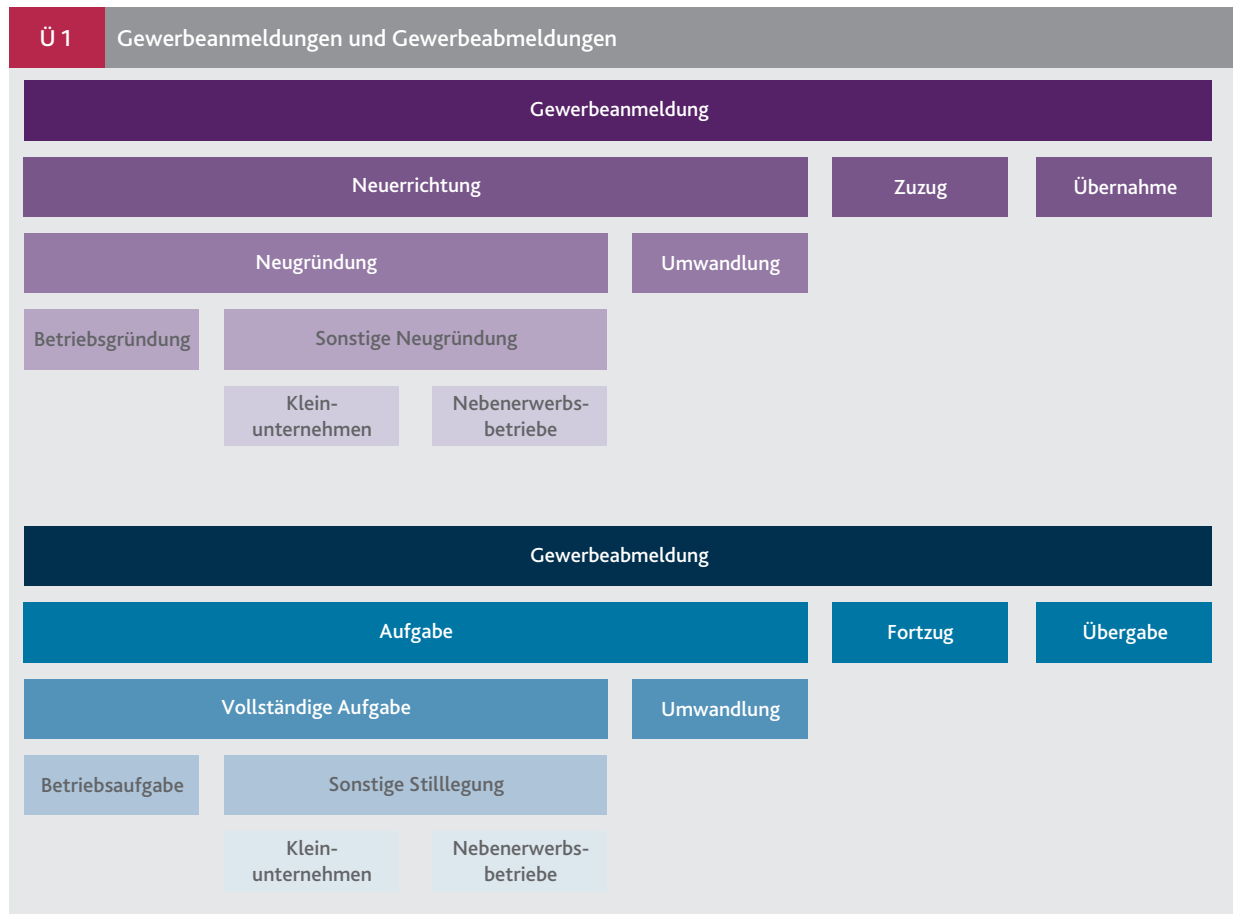 Ü 1 Gewerbeanmeldungen und Gewerbeabmeldungen
Gewerbeanmeldung
Neuerrichtung Zuzug Übernahme
Neugründung Umwandlung
Betriebsgründung Sonstige Neugründung
Klein- Nebenerwerbs-
unternehmen betriebe
Gewerbeabmeldung
Aufgabe Fortzug Übergabe
Vollständige Aufgabe Umwandlung
Betriebsaufgabe Sonstige Stilllegung
Klein- Nebenerwerbs-
unternehmen betriebe